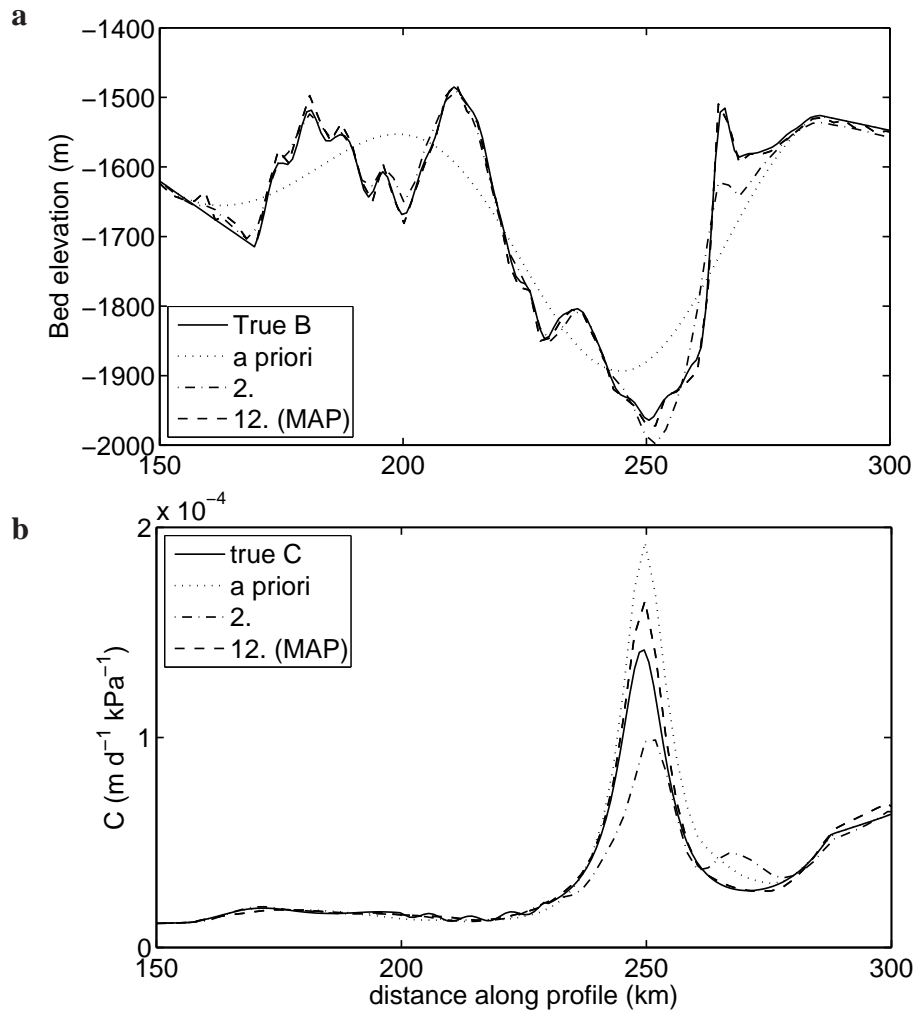 a
−1400
−1500
−1600
−1700
−1800
−1900
−2000
Bed elevation (m)
True B
a priori
2.
12. (MAP)
150
200
250
300
b
x 10⁻⁴
2
1
0
C (m d⁻¹ kPa⁻¹)
true C
a priori
2.
12. (MAP)
150
200
250
300
distance along profile (km)